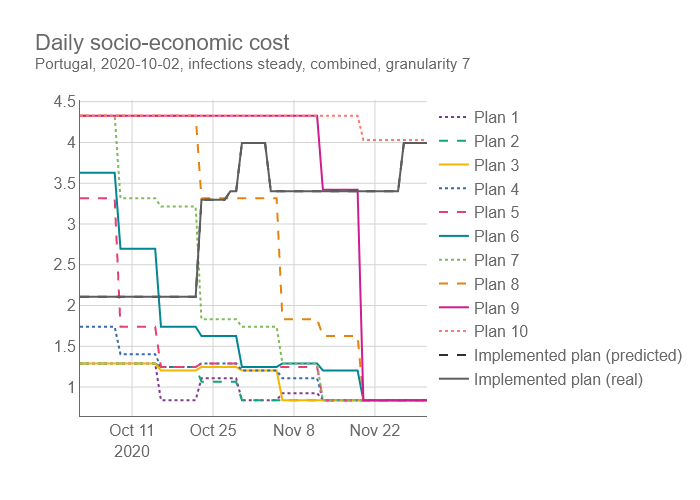 Daily socio-economic cost
Portugal, 2020-10-02, infections steady, combined, granularity 7
4.5
4
3.5
3
2.5
2
1.5
1
Oct 11
2020
Oct 25
Nov 8
Nov 22
Plan 1
Plan 2
Plan 3
Plan 4
Plan 5
Plan 6
Plan 7
Plan 8
Plan 9
Plan 10
Implemented plan (predicted)
Implemented plan (real)